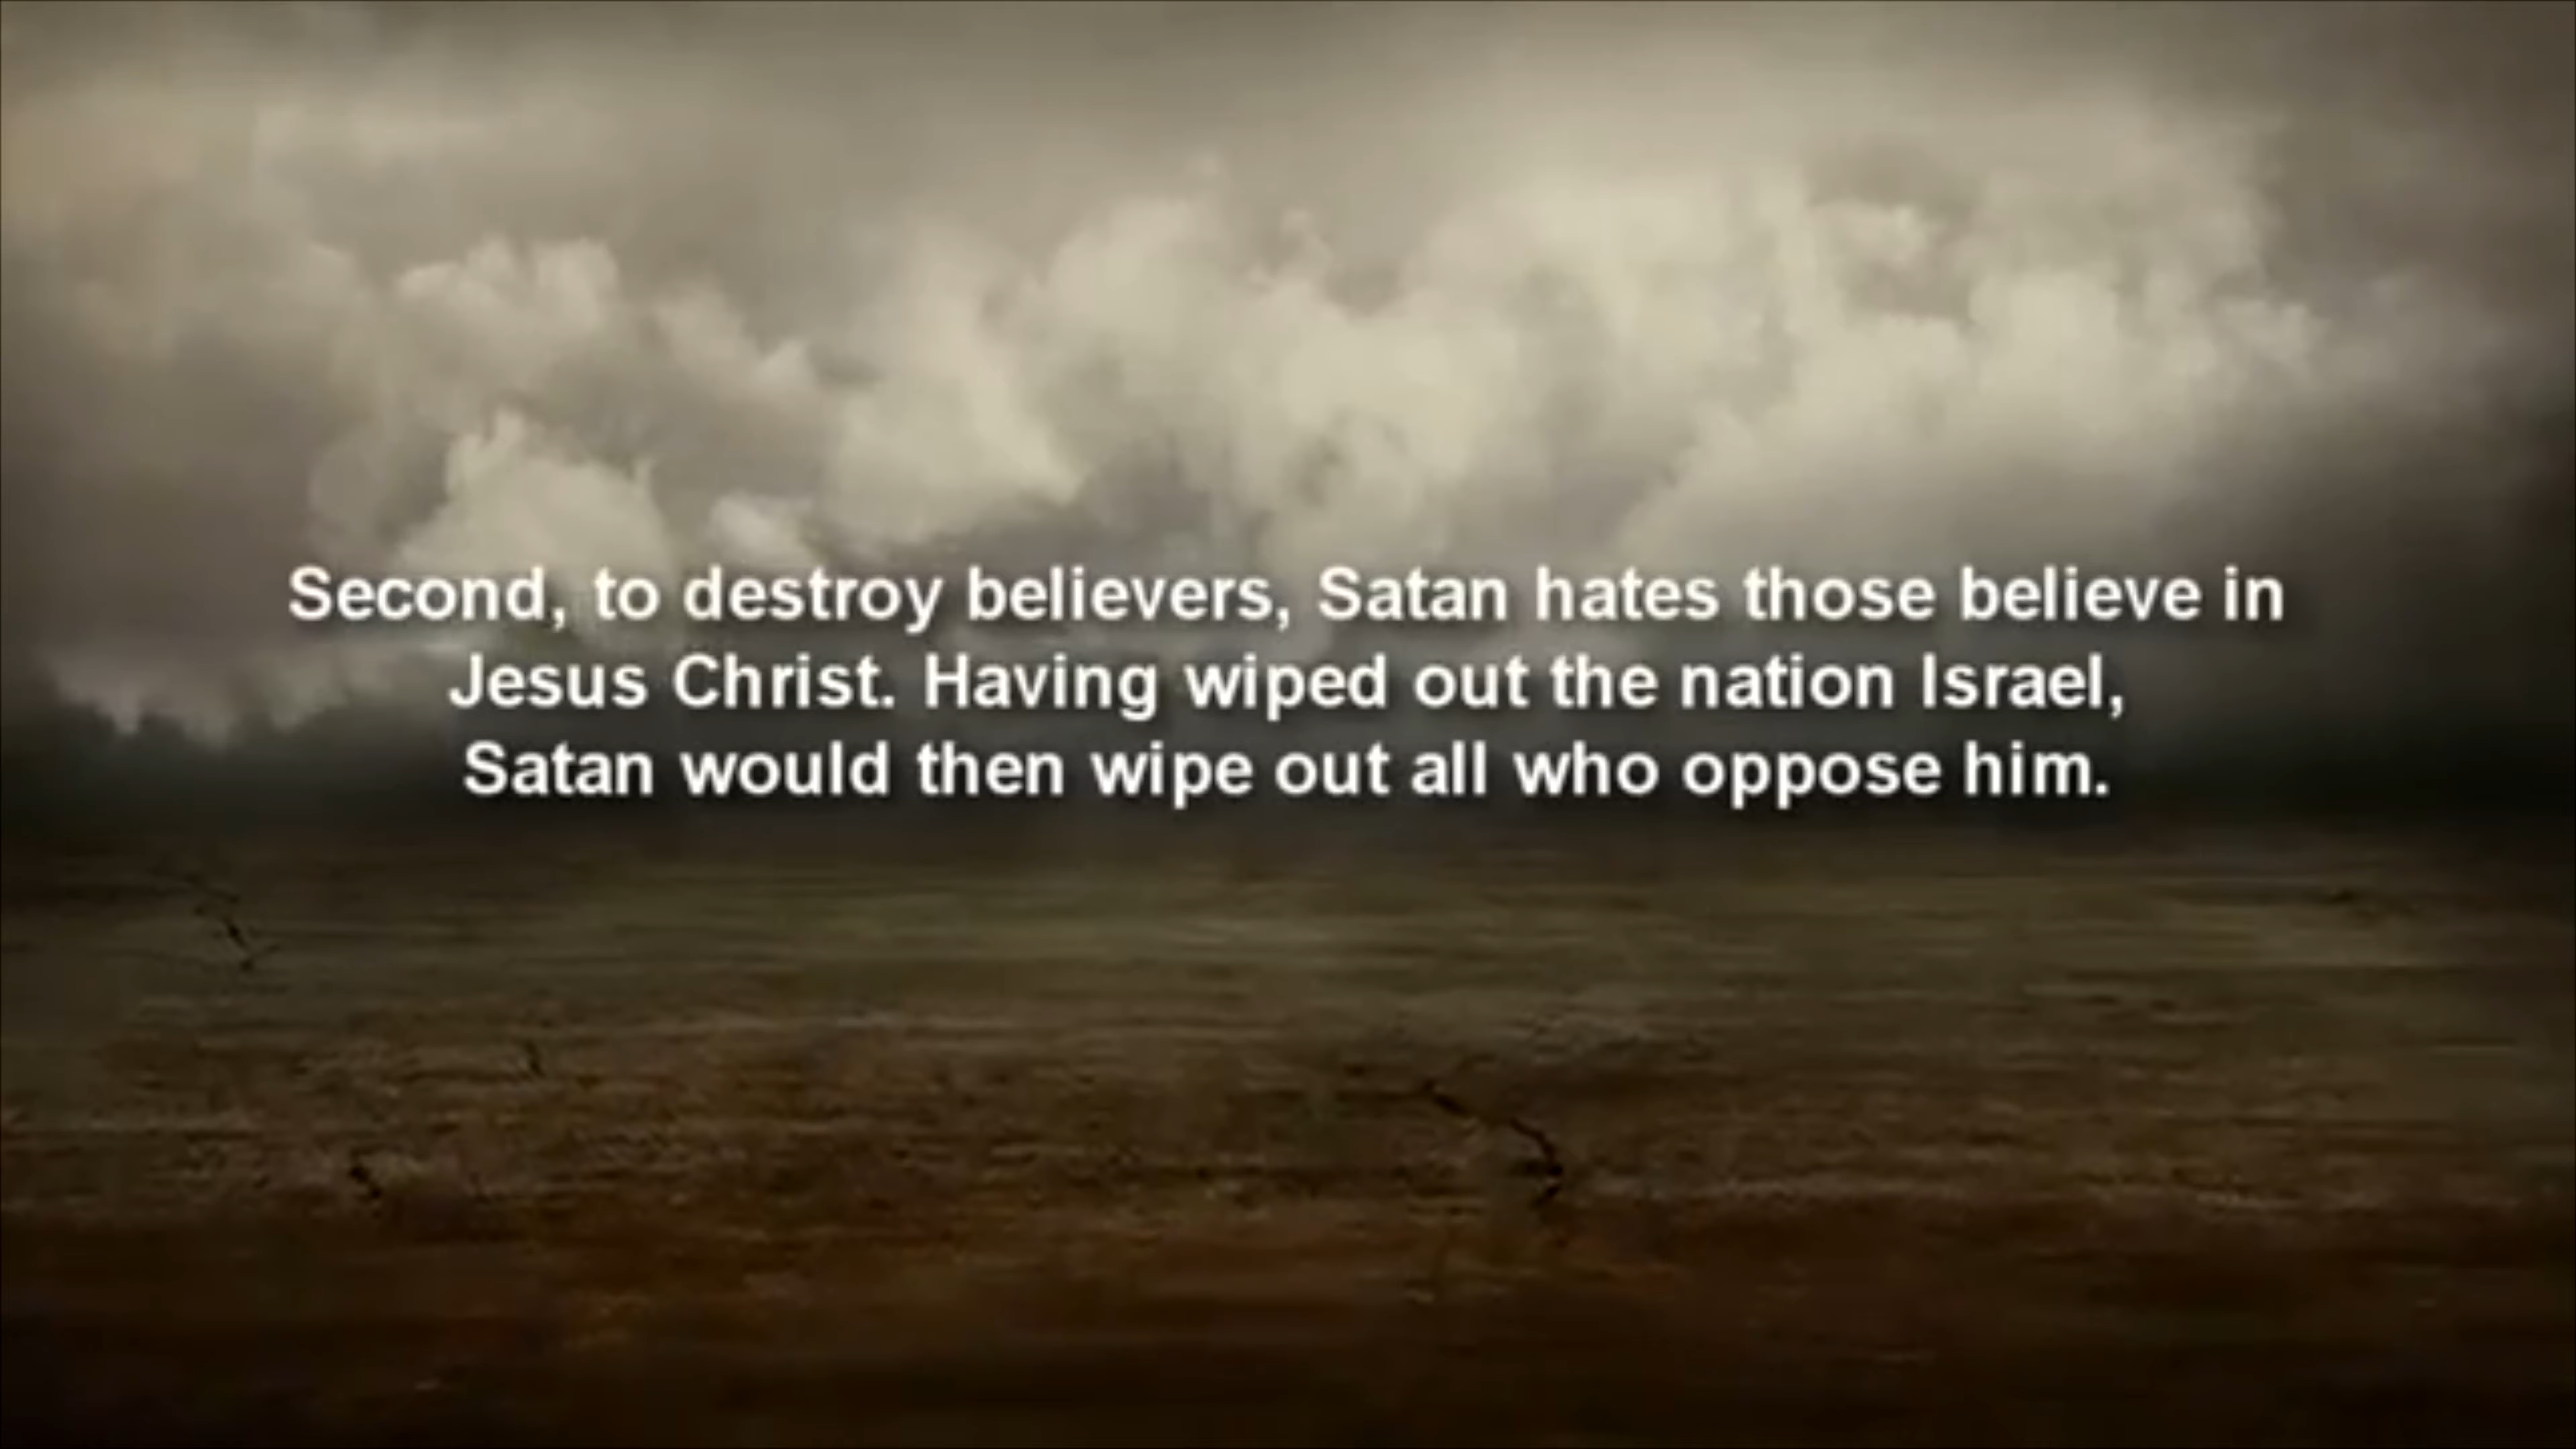 Second, to destroy believers, Satan hates those believe in
Jesus Christ. Having wiped out the nation Israel,
Satan would then wipe out all who oppose him.